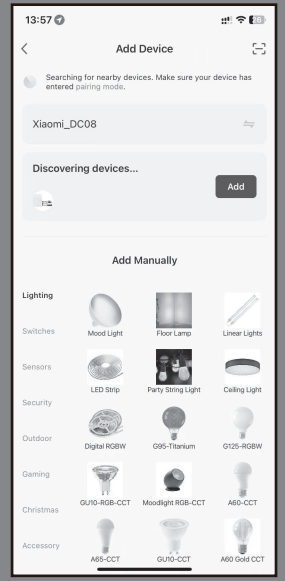 13:57
Add Device
Searching for nearby devices. Make sure your device has
entered pairing mode.
Xiaomi_DC08
Discovering devices...
Add
Add Manually
Lighting
Mood Light
Floor Lamp
Linear Lights
Switches
Sensors
LED Strip
Party String Light
Ceiling Light
Security
Outdoor
Digital RGBW
G95-Titanium
G125-RGBW
Gaming
GU10-RGB-CCT
Moodlight RGB-CCT
A60-CCT
Christmas
Accessory
A65-CCT
GU10-CCT
A60 Gold CCT